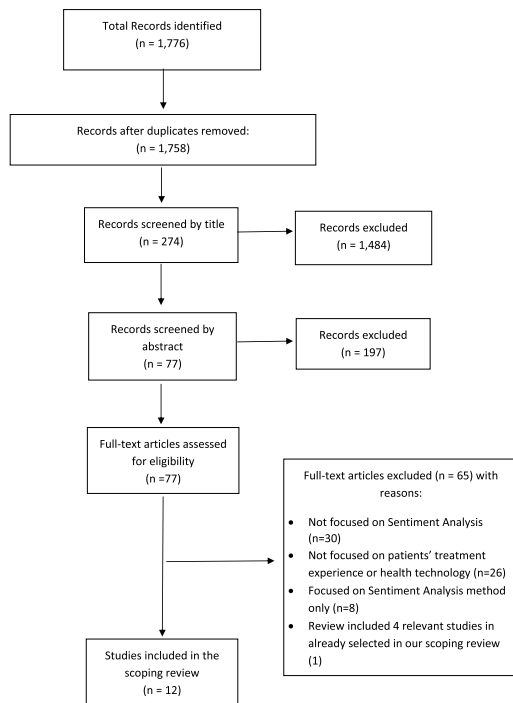 Total Records identified
(n = 1,776)
Records after duplicates removed:
(n = 1,758)
Records screened by title
(n = 274)
Records excluded
(n = 1,484)
Records screened by
abstract
(n = 77)
Records excluded
(n = 197)
Full-text articles assessed
for eligibility
(n =77)
Full-text articles excluded (n = 65) with
reasons:
• Not focused on Sentiment Analysis
(n=30)
• Not focused on patients’ treatment
experience or health technology (n=26)
• Focused on Sentiment Analysis method
only (n=8)
• Review included 4 relevant studies in
already selected in our scoping review
(1)
Studies included in the
scoping review
(n = 12)